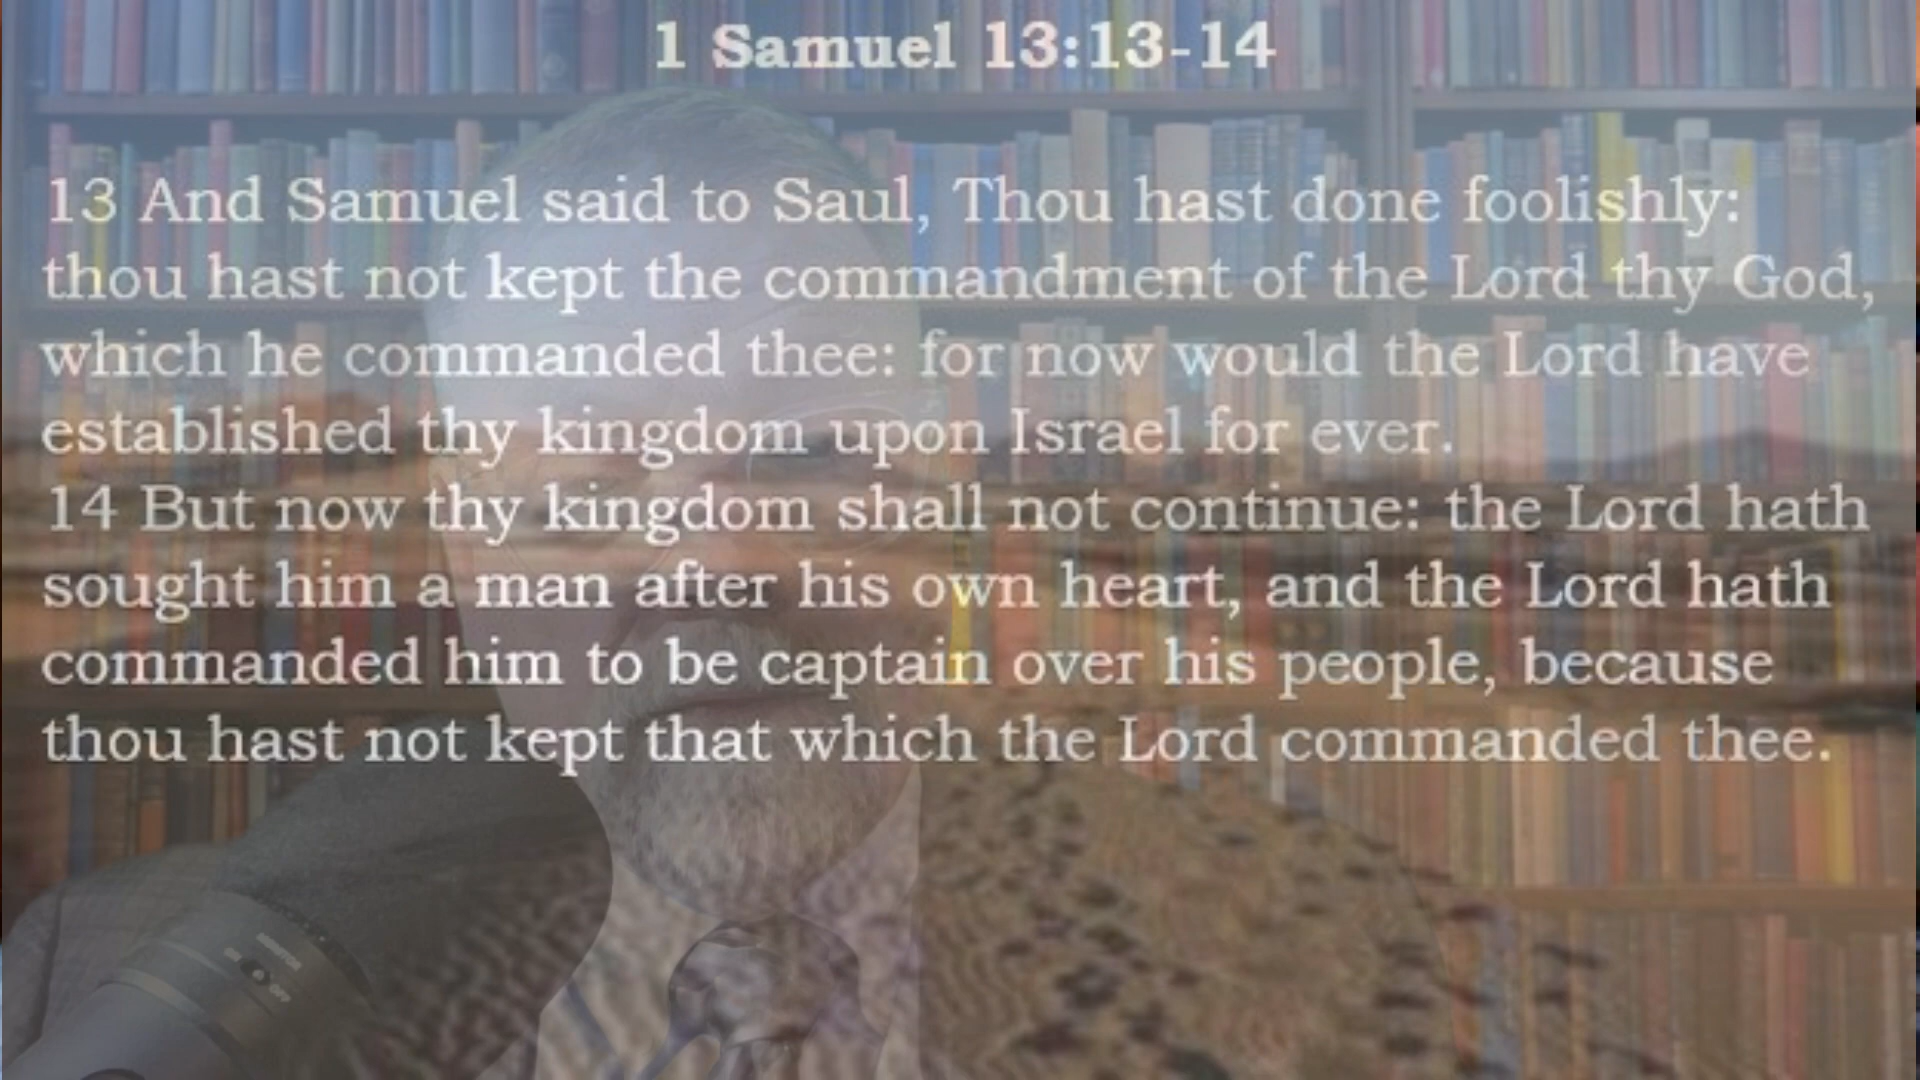 1 Samuel 13:13-14
13 And Samuel said to Saul, Thou hast done foolishly:
thou hast not kept the commandment of the Lord thy God,
which he commanded thee: for now would the Lord have
established thy kingdom upon Israel for ever.
14 But now thy kingdom shall not continue: the Lord hath
sought him a man after his own heart, and the Lord hath
commanded him to be captain over his people, because
thou hast not kept that which the Lord commanded thee.